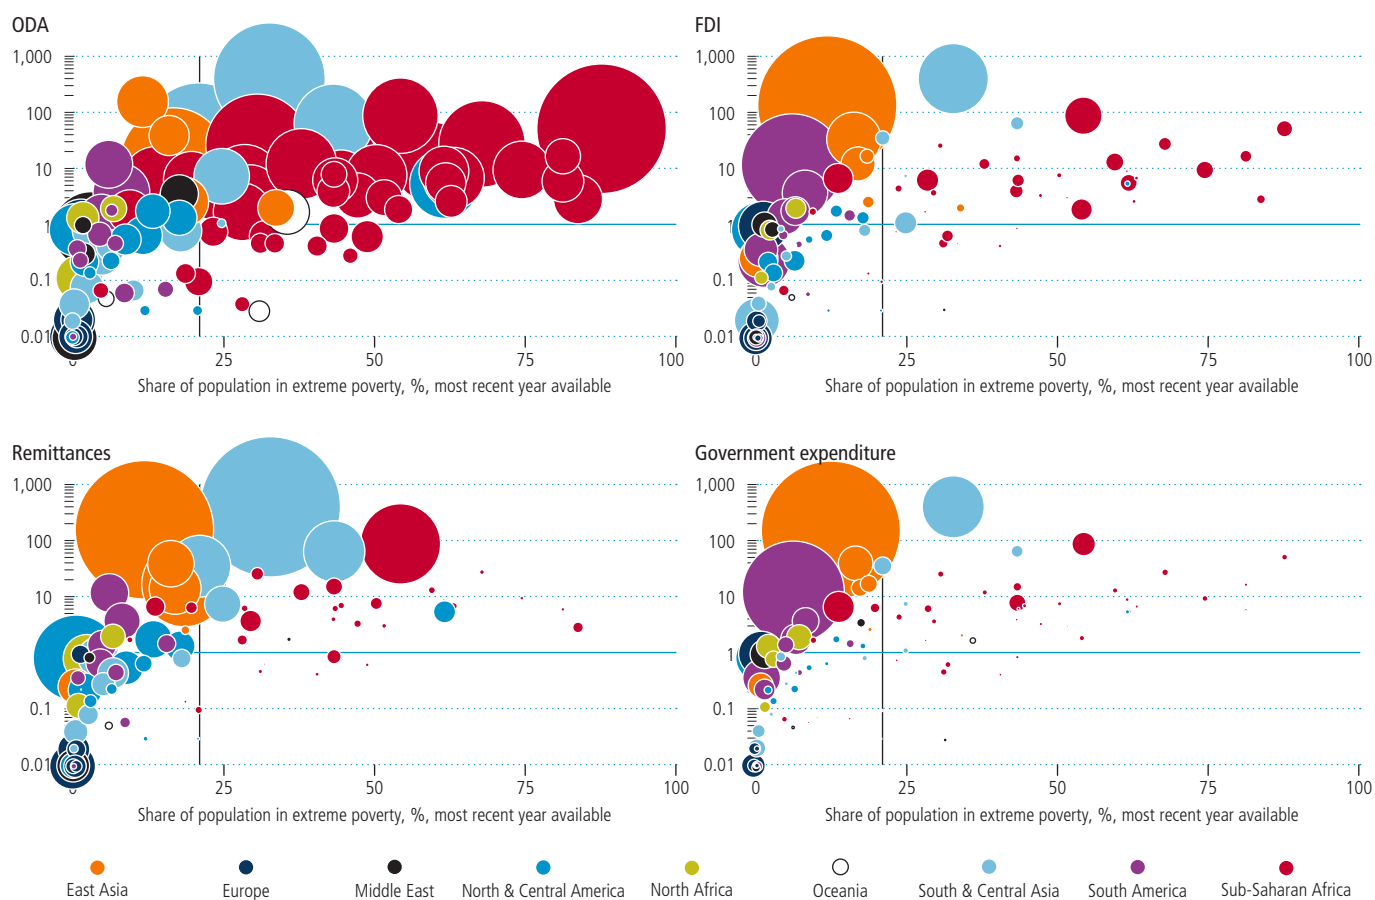 ODA
1,000
100
10
1
0.1
0.01
0
25
50
75
100
Share of population in extreme poverty, %, most recent year available
FDI
1,000
100
10
1
0.1
0.01
0
25
50
75
100
Share of population in extreme poverty, %, most recent year available
Remittances
1,000
100
10
1
0.1
0.01
0
25
50
75
100
Share of population in extreme poverty, %, most recent year available
Government expenditure
1,000
100
10
1
0.1
0.01
0
25
50
75
100
Share of population in extreme poverty, %, most recent year available
East Asia
Europe
Middle East
North & Central America
North Africa
Oceania
South & Central Asia
South America
Sub-Saharan Africa